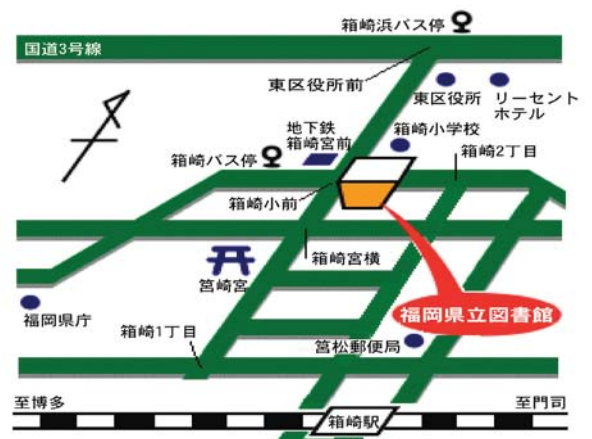 箱崎浜バス停
国道3号線
東区役所前
東区役所
リーセント
ホテル
地下鉄
箱崎宮前
箱崎小学校
箱崎バス停
箱崎2丁目
箱崎小前
箱崎宮横
筥崎宮
福岡県立図書館
福岡県庁
箱崎1丁目
筥松郵便局
至博多
至門司
箱崎駅